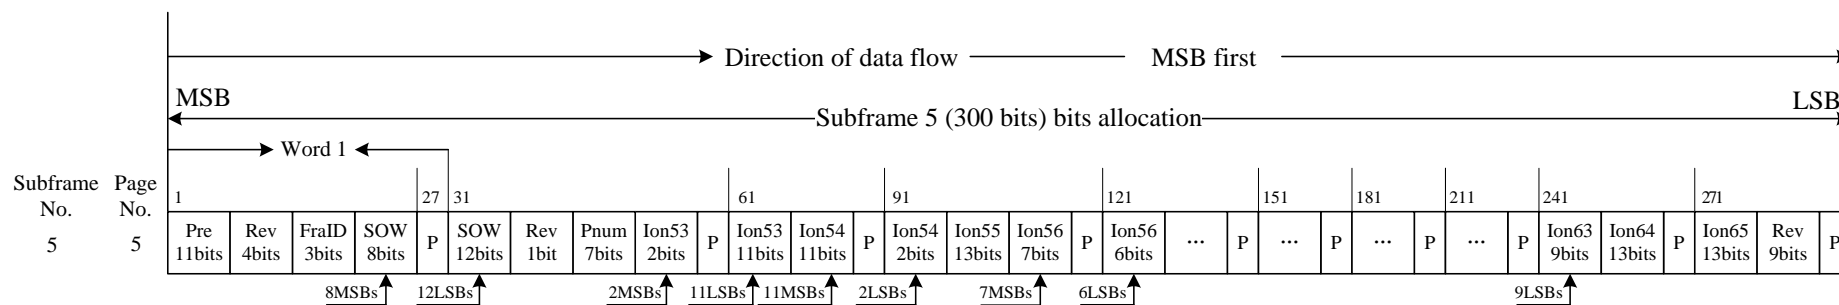 Direction of data flow MSB first
MSB LSB
Subframe 5 (300 bits) bits allocation
Word 1
Subframe No. Page No.
1 27 31 61 91 121 151 181 211 241 271
5 5
Pre 11bits
Rev 4bits
FraID 3bits
SOW 8bits
P
SOW 12bits
Rev 1bit
Pnum 7bits
Ion53 2bits
P
Ion53 11bits
Ion54 11bits
P
Ion54 2bits
Ion55 13bits
Ion56 7bits
P
Ion56 6bits
...
P
...
P
...
P
...
P
Ion63 9bits
Ion64 13bits
P
Ion65 13bits
Rev 9bits
P
8MSBs 12LSBs 2MSBs 11LSBs 11MSBs 2LSBs 7MSBs 6LSBs 9LSBs